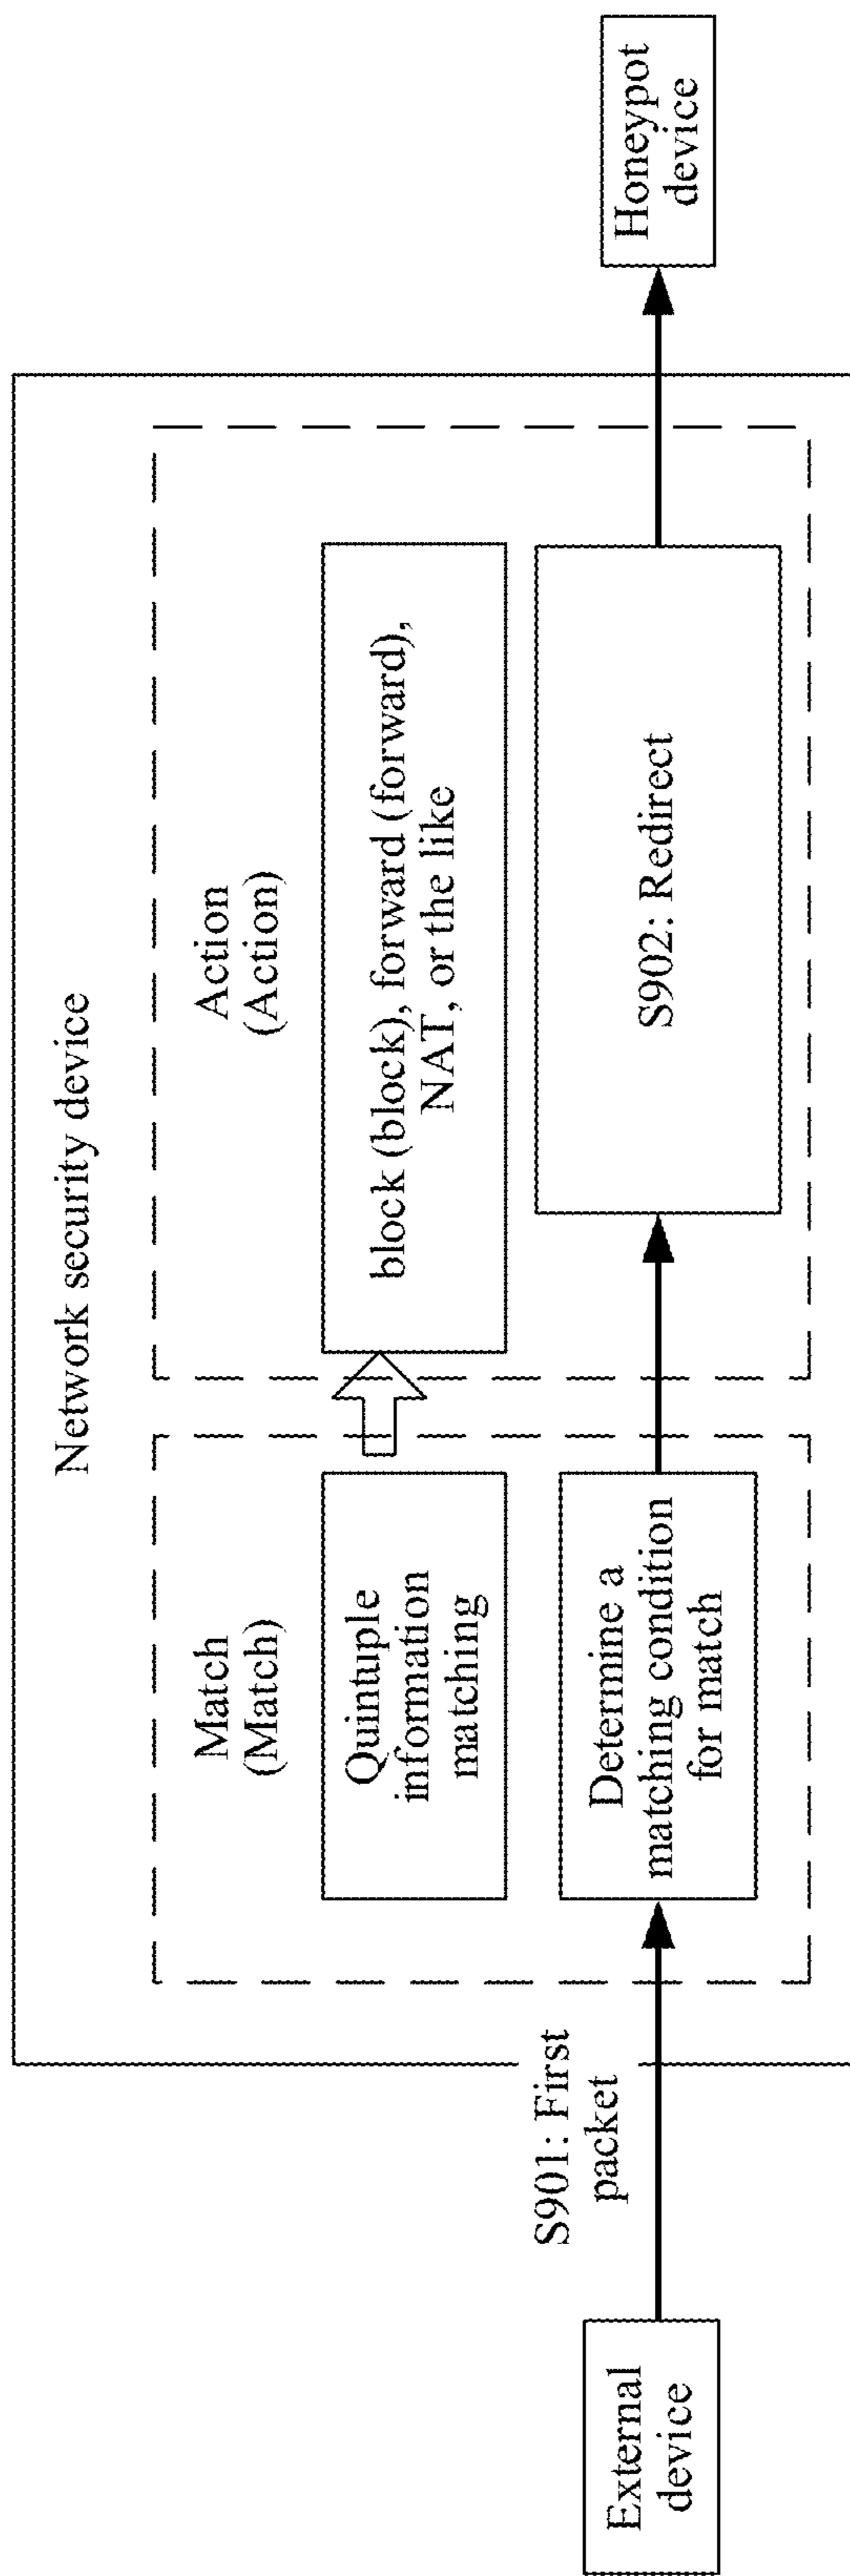 Network security device
Match
(Match)
Action
(Action)
Quintuple
information
matching
block (block), forward (forward),
NAT, or the like
External
device
S901: First
packet
Determine a
matching condition
for match
S902: Redirect
Honeypot
device